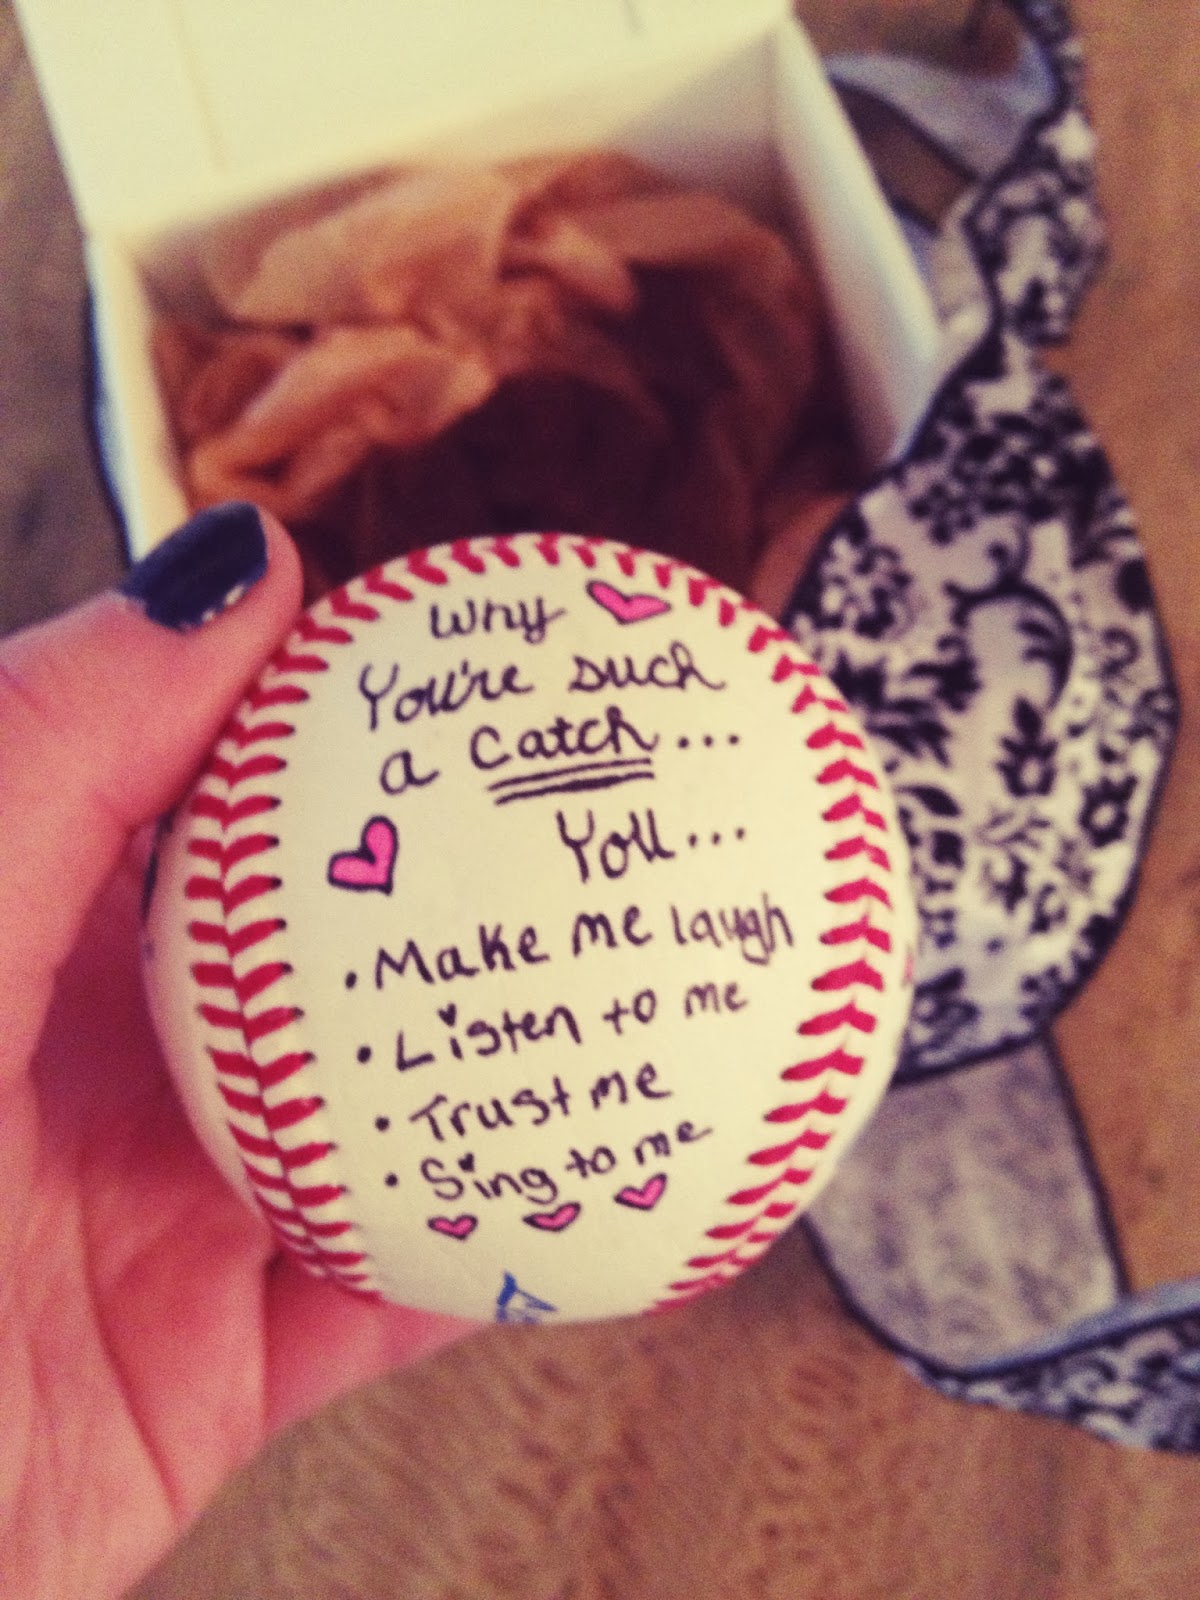 Why
You're such
a Catch...
You...
• Make me laugh
• Listen to me
• Trust me
• Sing to me